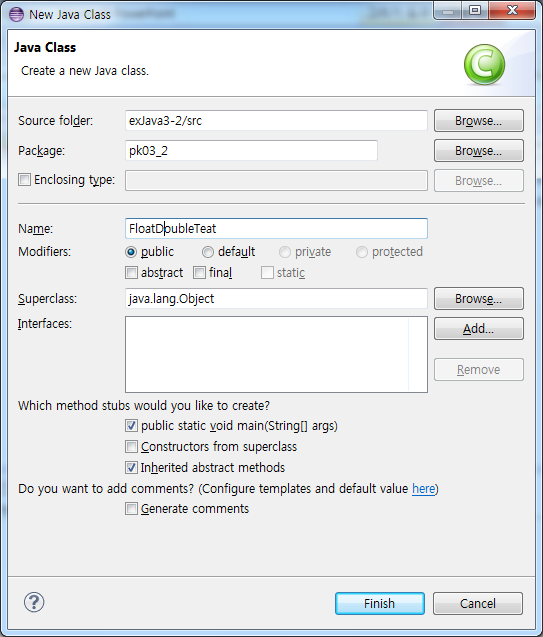 New Java Class
Java Class
Create a new Java class.
Source folder: exJava3-2/src Browse...
Package: pk03_2 Browse...
Enclosing type: Browse...
Name: FloatDoubleTeat
Modifiers: public default private protected
abstract final static
Superclass: java.lang.Object Browse...
Interfaces: Add...
Remove
Which method stubs would you like to create?
public static void main(String[] args)
Constructors from superclass
Inherited abstract methods
Do you want to add comments? (Configure templates and default value here)
Generate comments
? Finish Cancel